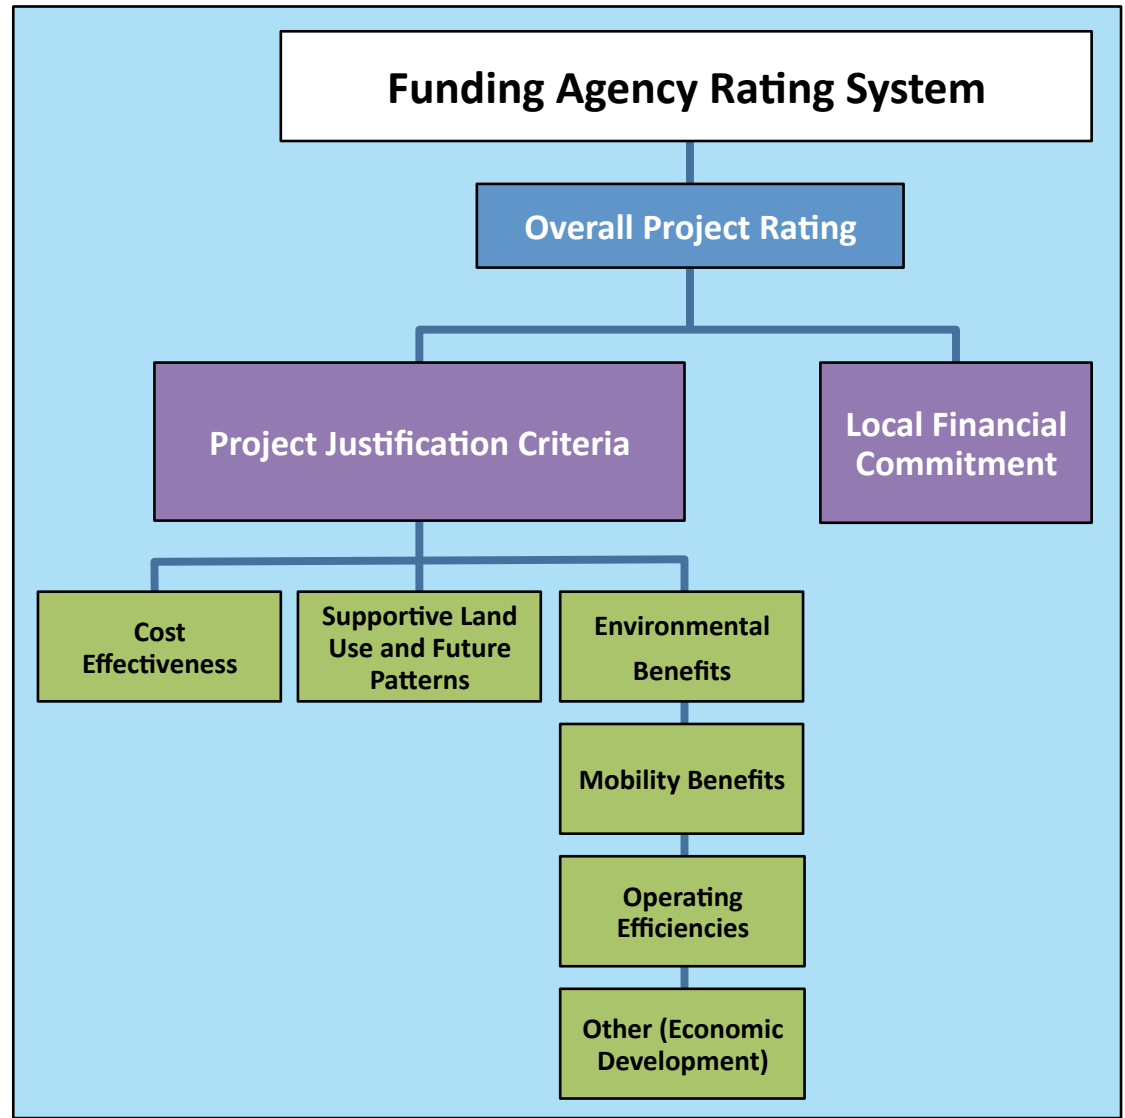 Funding Agency Rating System
Overall Project Rating
Project Justification Criteria
Local Financial
Commitment
Cost
Effectiveness
Supportive Land
Use and Future
Patterns
Environmental
Benefits
Mobility Benefits
Operating
Efficiencies
Other (Economic
Development)